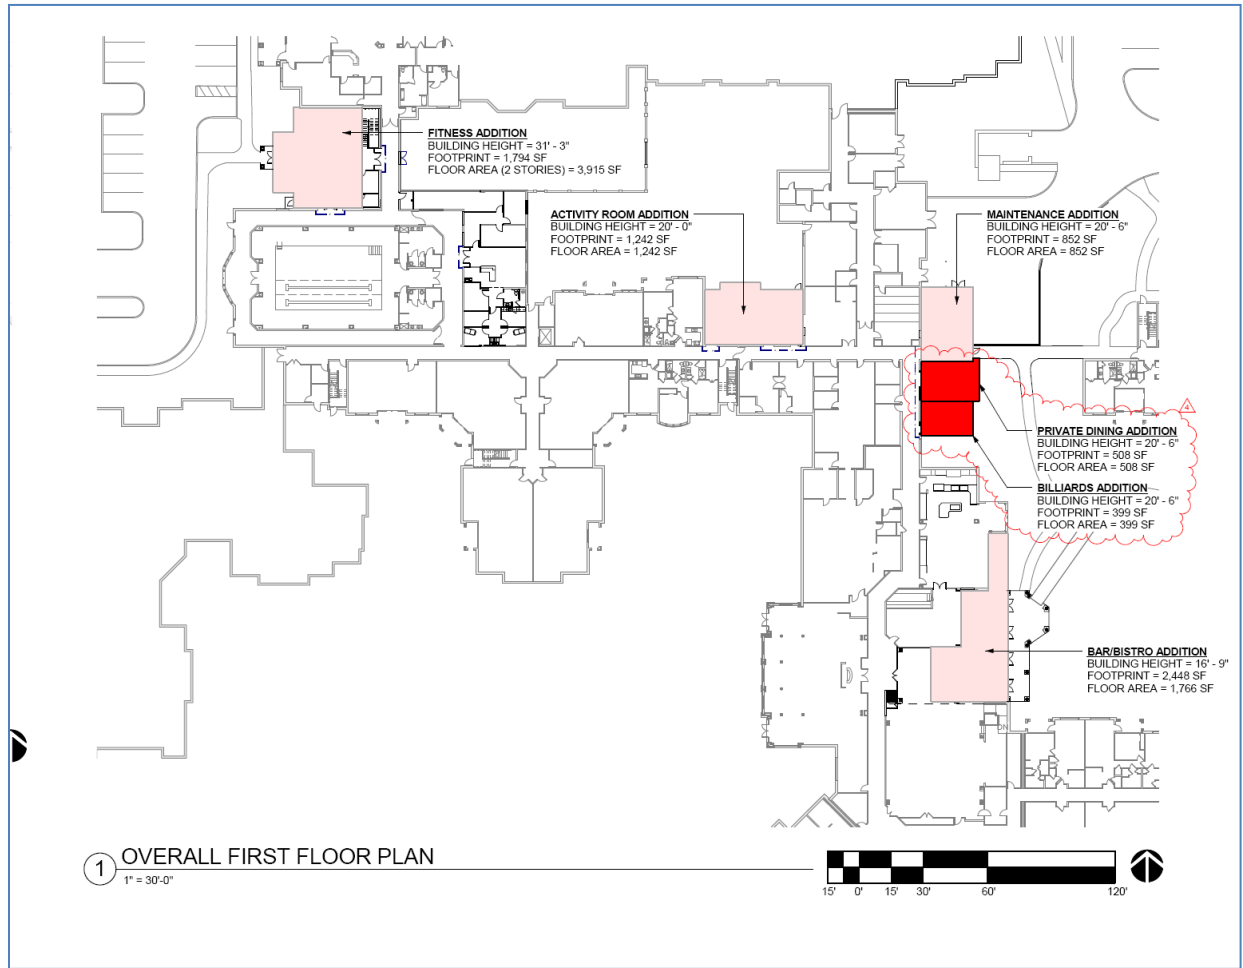 FITNESS ADDITION
BUILDING HEIGHT = 31' - 3"
FOOTPRINT = 1,794 SF
FLOOR AREA (2 STORIES) = 3,915 SF
ACTIVITY ROOM ADDITION
BUILDING HEIGHT = 20' - 0"
FOOTPRINT = 1,242 SF
FLOOR AREA = 1,242 SF
MAINTENANCE ADDITION
BUILDING HEIGHT = 20' - 6"
FOOTPRINT = 852 SF
FLOOR AREA = 852 SF
4
PRIVATE DINING ADDITION
BUILDING HEIGHT = 20' - 6"
FOOTPRINT = 508 SF
FLOOR AREA = 508 SF
BILLIARDS ADDITION
BUILDING HEIGHT = 20' - 6"
FOOTPRINT = 399 SF
FLOOR AREA = 399 SF
BAR/BISTRO ADDITION
BUILDING HEIGHT = 16' - 9"
FOOTPRINT = 2,448 SF
FLOOR AREA = 1,766 SF
DN
1 OVERALL FIRST FLOOR PLAN
1" = 30'-0"
15' 0' 15' 30' 60' 120'